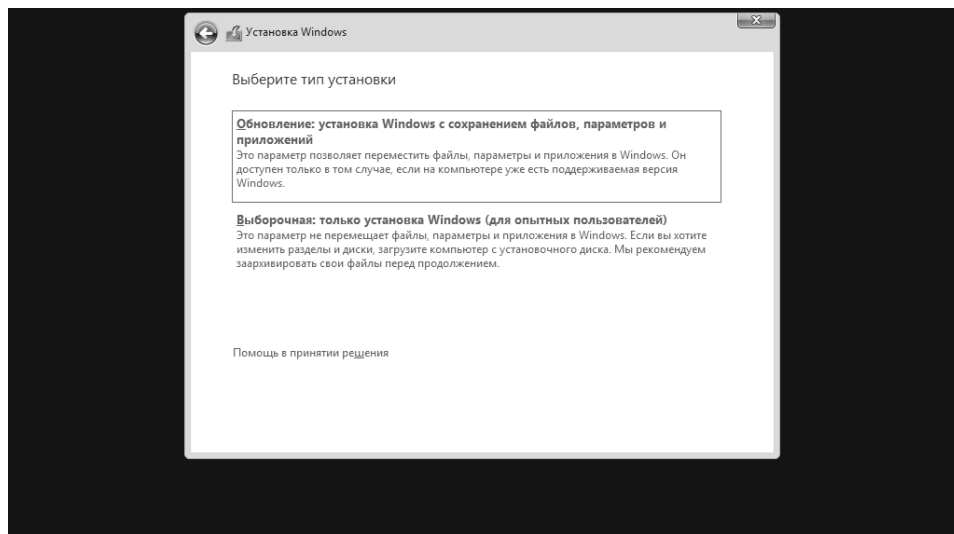 Установка Windows
Выберите тип установки
Обновление: установка Windows с сохранением файлов, параметров и
приложений
Это параметр позволяет переместить файлы, параметры и приложения в Windows. Он
доступен только в том случае, если на компьютере уже есть поддерживаемая версия
Windows.
Выборочная: только установка Windows (для опытных пользователей)
Это параметр не перемещает файлы, параметры и приложения в Windows. Если вы хотите
изменить разделы и диски, загрузите компьютер с установочного диска. Мы рекомендуем
заархивировать свои файлы перед продолжением.
Помощь в принятии решения